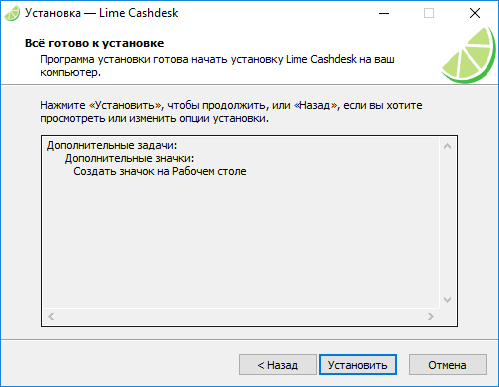 Установка — Lime Cashdesk
Всё готово к установке
Программа установки готова начать установку Lime Cashdesk на ваш
компьютер.
Нажмите «Установить», чтобы продолжить, или «Назад», если вы хотите
просмотреть или изменить опции установки.
Дополнительные задачи:
Дополнительные значки:
Создать значок на Рабочем столе
< Назад
Установить
Отмена